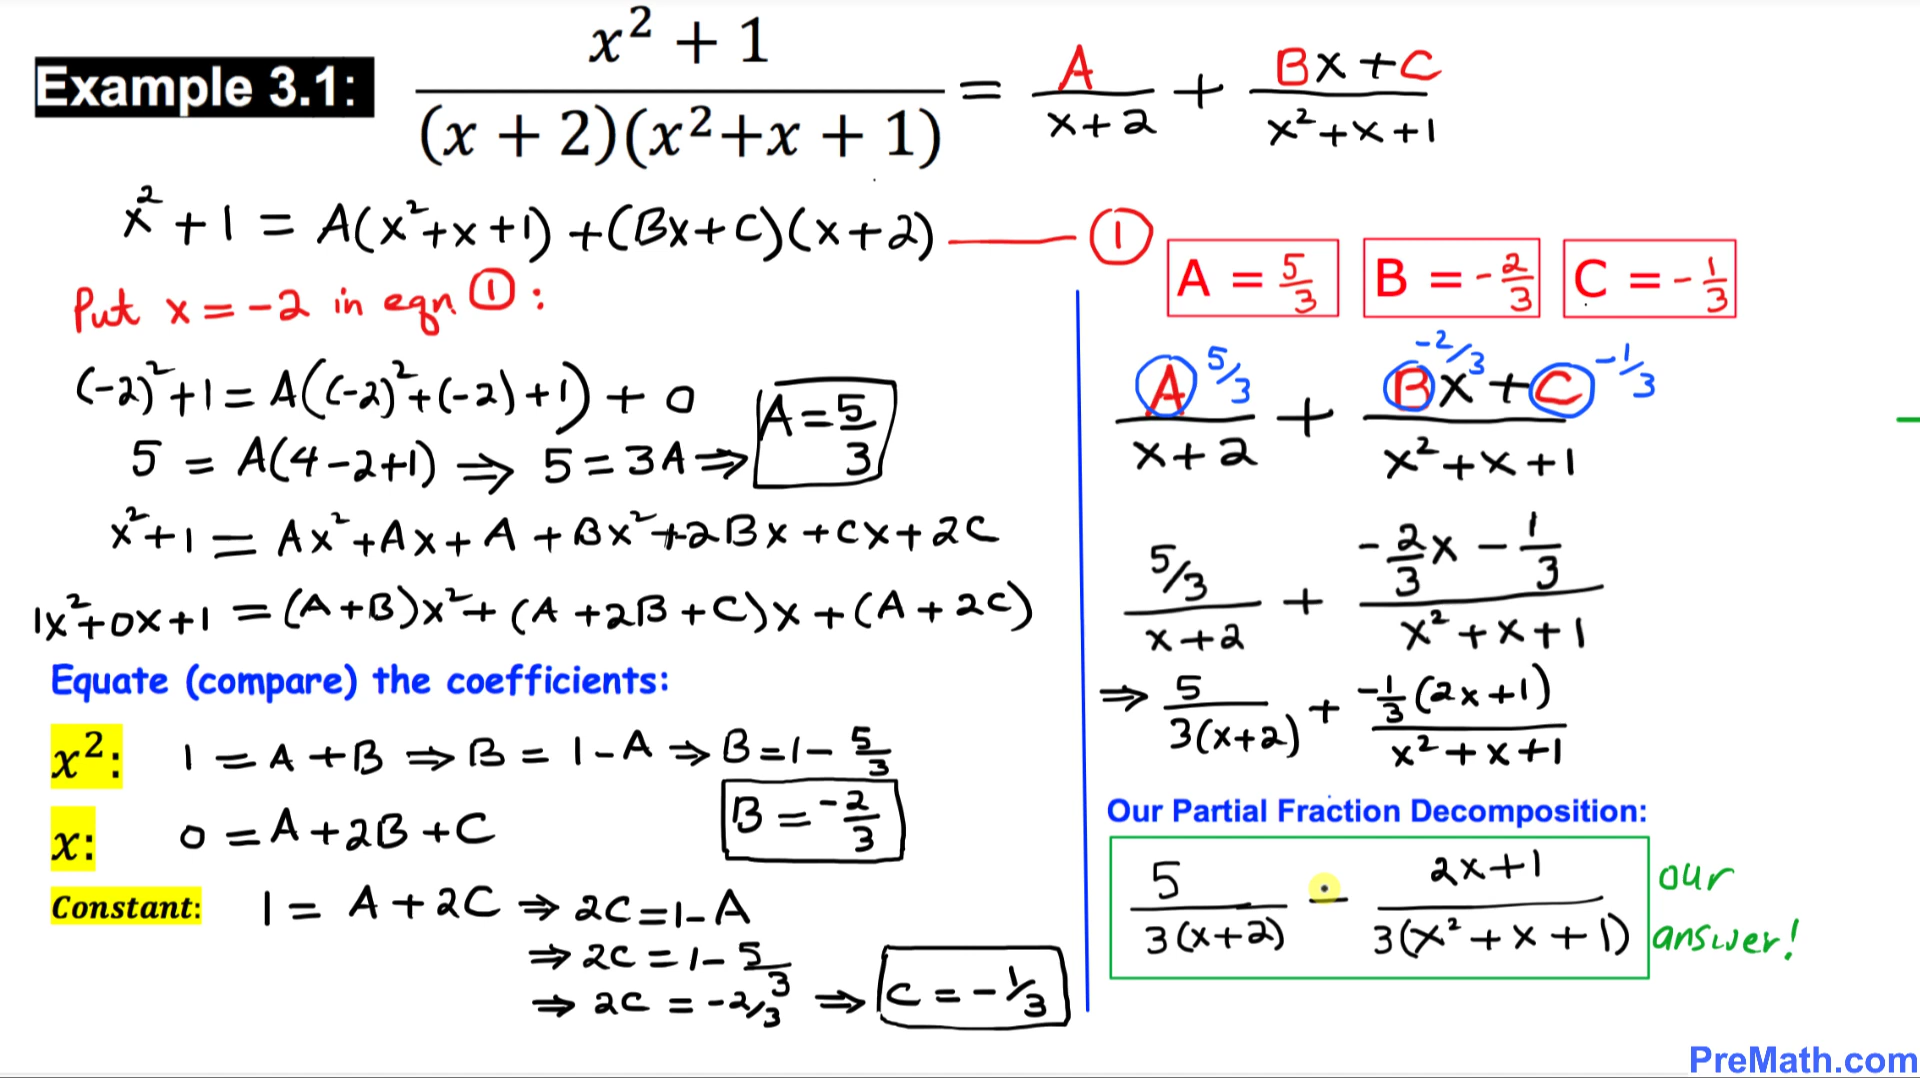 Example 3.1: (x² + 1)/((x + 2)(x²+x + 1)) = A/(x+2) + (Bx+C)/(x²+x+1)
x²+1 = A(x²+x+1)+(Bx+C)(x+2) —— ①
Put x=-2 in eqn ①:
(-2)²+1 = A((-2)²+(-2)+1) + 0
5 = A(4-2+1) ⇒ 5=3A ⇒ A=5/3
x²+1 = Ax²+Ax+A+Bx²+2Bx+Cx+2C
1x²+0x+1 = (A+B)x²+(A+2B+C)x+(A+2C)
Equate (compare) the coefficients:
x²: 1=A+B ⇒ B=1-A ⇒ B=1-5/3
B=-2/3
x: 0=A+2B+C
Constant: 1= A+2C ⇒ 2C=1-A
⇒ 2C=1-5/3
⇒ 2C=-2/3 ⇒ C=-1/3
A = 5/3 B = -2/3 C = -1/3
A 5/3 /(x+2) + (B -2/3 x+C -1/3)/(x²+x+1)
(5/3)/(x+2) + (-2/3x - 1/3)/(x²+x+1)
⇒ 5/(3(x+2)) + (-1/3(2x+1))/(x²+x+1)
Our Partial Fraction Decomposition:
5/(3(x+2)) - (2x+1)/(3(x²+x+1)) our answer!
PreMath.com